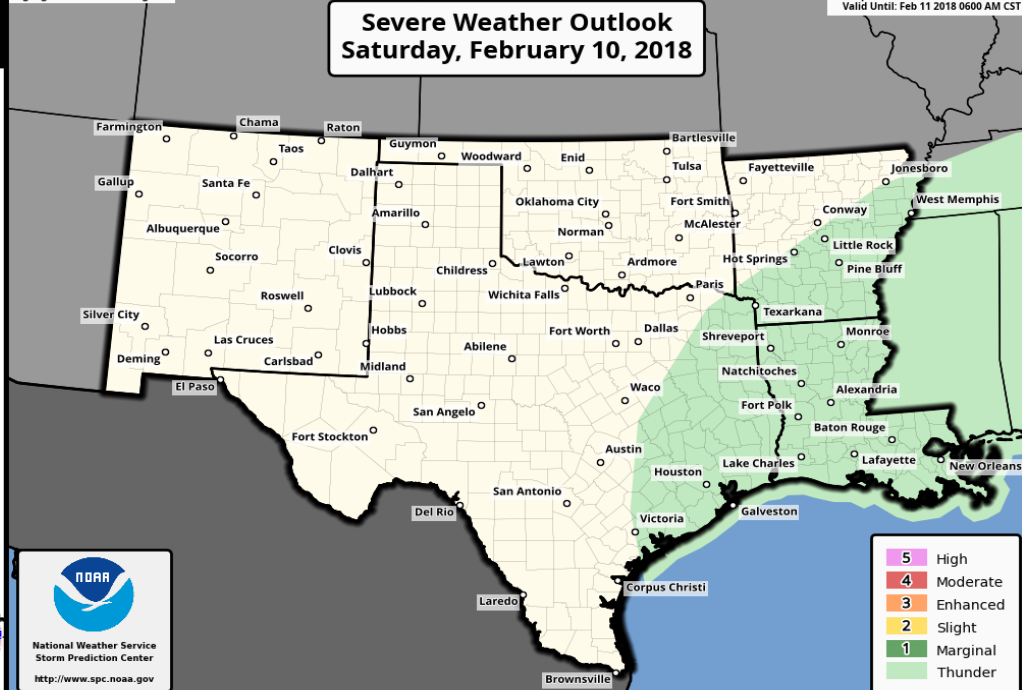 Valid Until: Feb 11 2018 0600 AM CST
Severe Weather Outlook
Saturday, February 10, 2018
Farmington
Chama
Raton
Taos
Guymon
Woodward
Enid
Bartlesville
Tulsa
Fayetteville
Jonesboro
Gallup
Santa Fe
Dalhart
Amarillo
Oklahoma City
Fort Smith
West Memphis
Albuquerque
Norman
McAlester
Conway
Socorro
Clovis
Childress
Lawton
Ardmore
Hot Springs
Little Rock
Pine Bluff
Roswell
Lubbock
Wichita Falls
Paris
Texarkana
Silver City
Las Cruces
Hobbs
Abilene
Fort Worth
Dallas
Shreveport
Monroe
Deming
Carlsbad
Midland
Natchitoches
El Paso
Waco
Alexandria
San Angelo
Fort Polk
Fort Stockton
Baton Rouge
Austin
Houston
Lake Charles
Lafayette
New Orleans
San Antonio
Del Rio
Victoria
Galveston
Corpus Christi
Laredo
Brownsville
NOAA
National Weather Service
Storm Prediction Center
http://www.spc.noaa.gov
5 High
4 Moderate
3 Enhanced
2 Slight
1 Marginal
Thunder